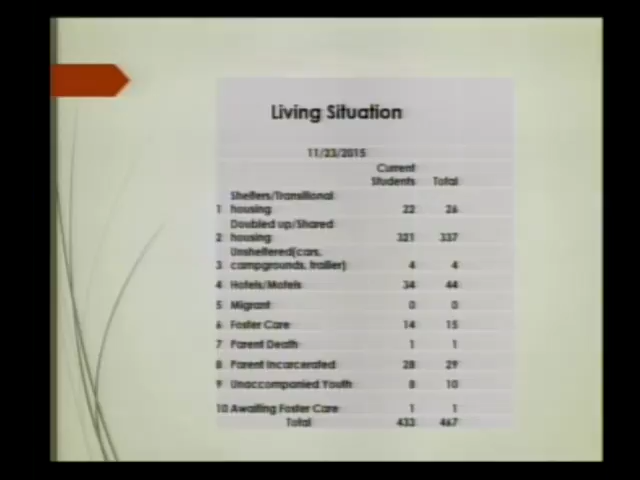 Living Situation
11/23/2015
Current
Students Total
Shelters/Transitional
1 housing 22 26
Doubled up/Shared
2 housing 321 337
Unsheltered(cars,
3 campgrounds, trailler) 4 4
4 Hotels/Motels 34 44
5 Migrant 0 0
6 Foster Care 14 15
7 Parent Death 1 1
8 Parent Incarcerated 28 29
9 Unaccompanied Youth 8 10
10 Awaiting Foster Care 1 1
Total 433 467